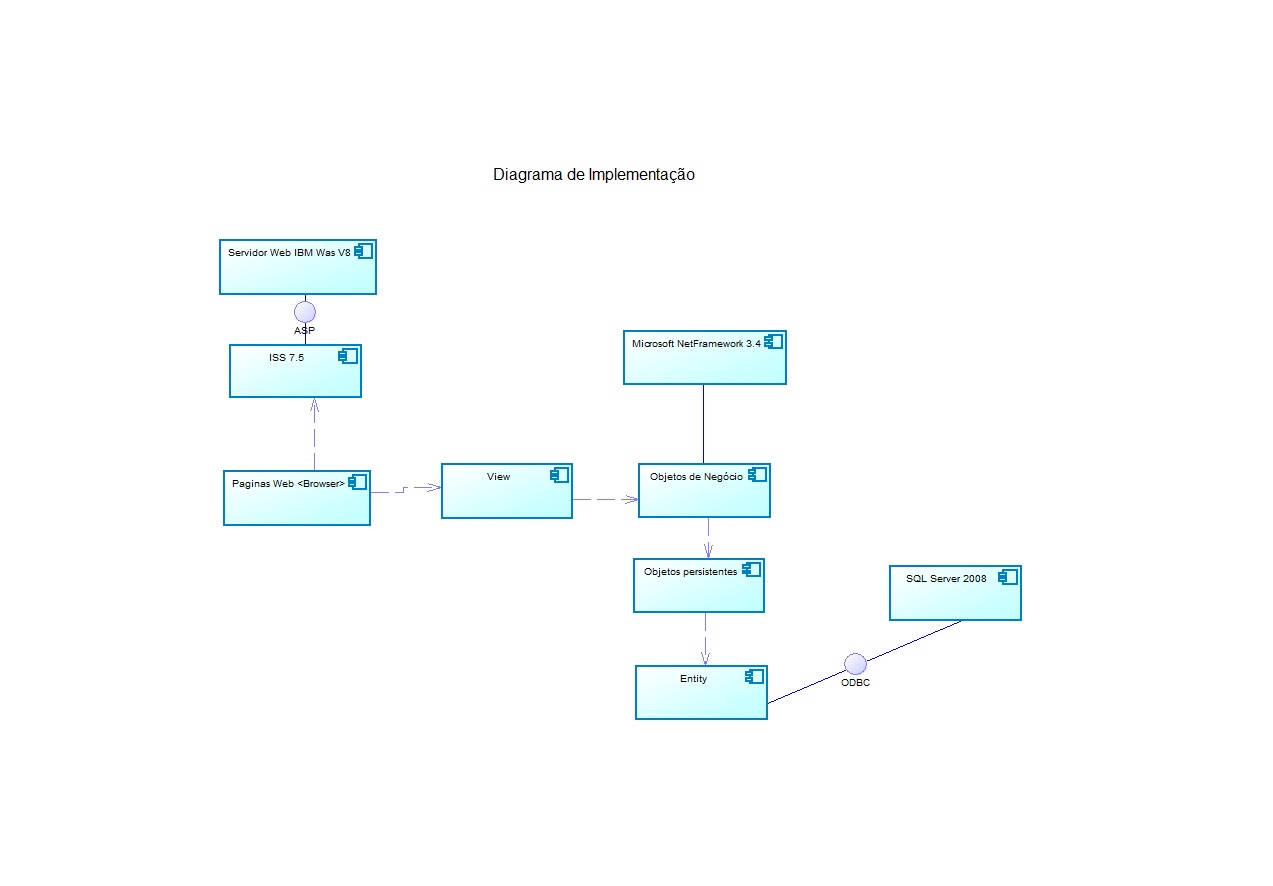 Diagrama de Implementação
Servidor Web IBM Was V8
ASP
ISS 7.5
Microsoft NetFramework 3.4
Paginas Web <Browser>
View
Objetos de Negócio
Objetos persistentes
SQL Server 2008
Entity
ODBC